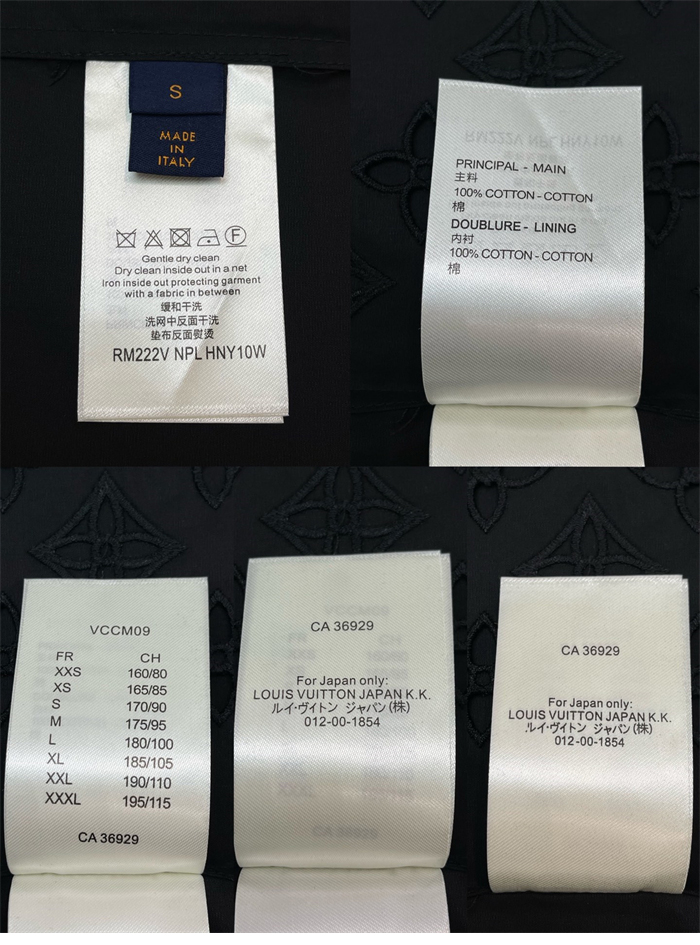 S
MADE
IN
ITALY
F
Gentle dry clean
Dry clean inside out in a net
Iron inside out protecting garment
with a fabric in between
缓和干洗
洗网中反面干洗
垫布反面熨烫
RM222V NPL HNY10W
PRINCIPAL - MAIN
主料
100% COTTON - COTTON
棉
DOUBLURE - LINING
内衬
100% COTTON - COTTON
棉
VCCM09
FR CH
XXS 160/80
XS 165/85
S 170/90
M 175/95
L 180/100
XL 185/105
XXL 190/110
XXXL 195/115
CA 36929
CA 36929
For Japan only:
LOUIS VUITTON JAPAN K.K.
ルイ・ヴィトン ジャパン(株)
012-00-1854
CA 36929
For Japan only:
LOUIS VUITTON JAPAN K.K.
ルイ・ヴィトン ジャパン(株)
012-00-1854